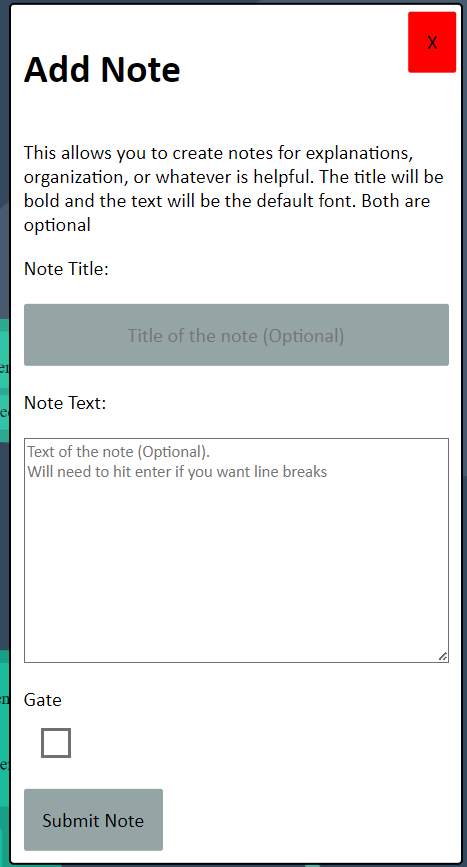 X
Add Note
This allows you to create notes for explanations,
organization, or whatever is helpful. The title will be
bold and the text will be the default font. Both are
optional
Note Title:
Title of the note (Optional)
Note Text:
Text of the note (Optional).
Will need to hit enter if you want line breaks
Gate
Submit Note